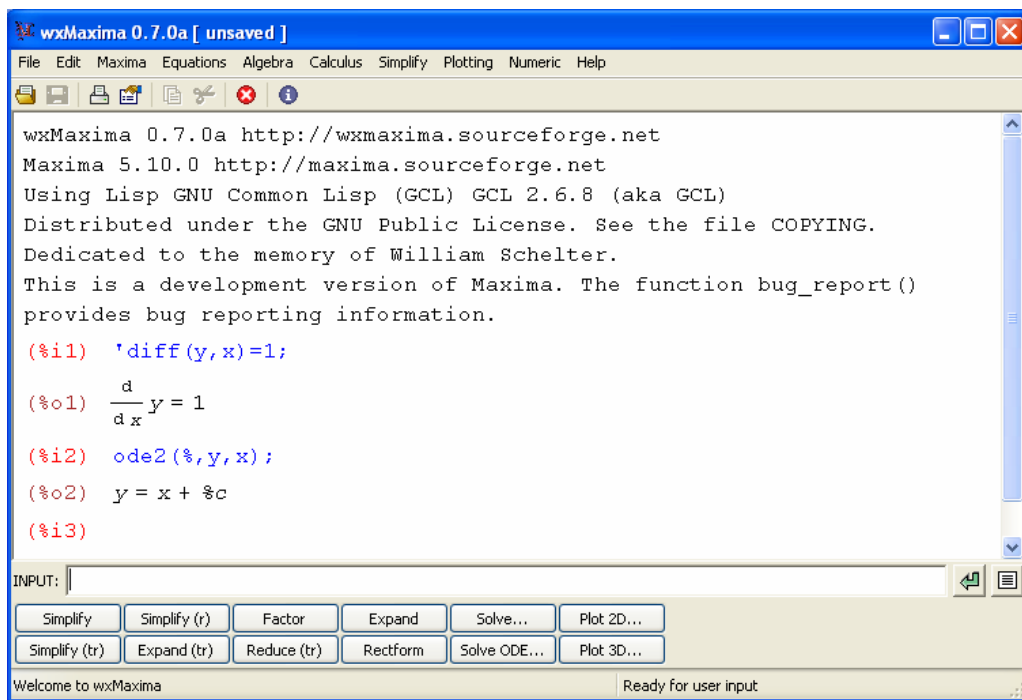 wxMaxima 0.7.0a [ unsaved ]
File Edit Maxima Equations Algebra Calculus Simplify Plotting Numeric Help
wxMaxima 0.7.0a http://wxmaxima.sourceforge.net
Maxima 5.10.0 http://maxima.sourceforge.net
Using Lisp GNU Common Lisp (GCL) GCL 2.6.8 (aka GCL)
Distributed under the GNU Public License. See the file COPYING.
Dedicated to the memory of William Schelter.
This is a development version of Maxima. The function bug_report()
provides bug reporting information.
(%i1) 'diff(y,x)=1;
(%o1) d/dx y = 1
(%i2) ode2(%,y,x);
(%o2) y = x + %c
(%i3)
INPUT:
Simplify Simplify (r) Factor Expand Solve... Plot 2D...
Simplify (tr) Expand (tr) Reduce (tr) Rectform Solve ODE... Plot 3D...
Welcome to wxMaxima Ready for user input